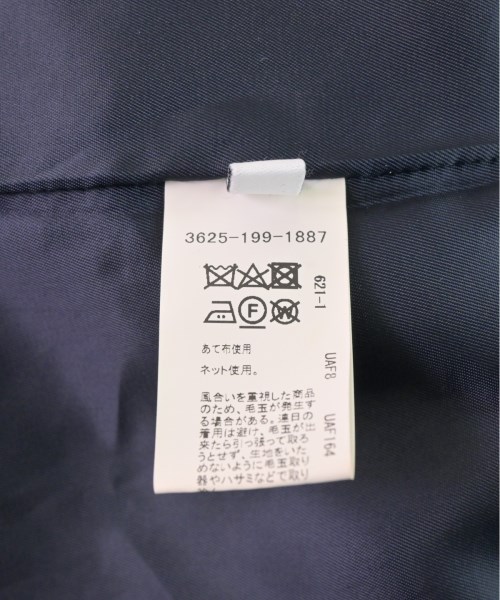 3625-199-1887
621-1
F
W
あて布使用
ネット使用。
UAF8 UAF164
風合いを重視した商品
のため、毛玉が発生す
る場合がある。連日の
着用は避け、毛玉が出
来たら引っ張って取ろ
うとせず、生地をいた
めないように毛玉取り
器やハサミなどで取り